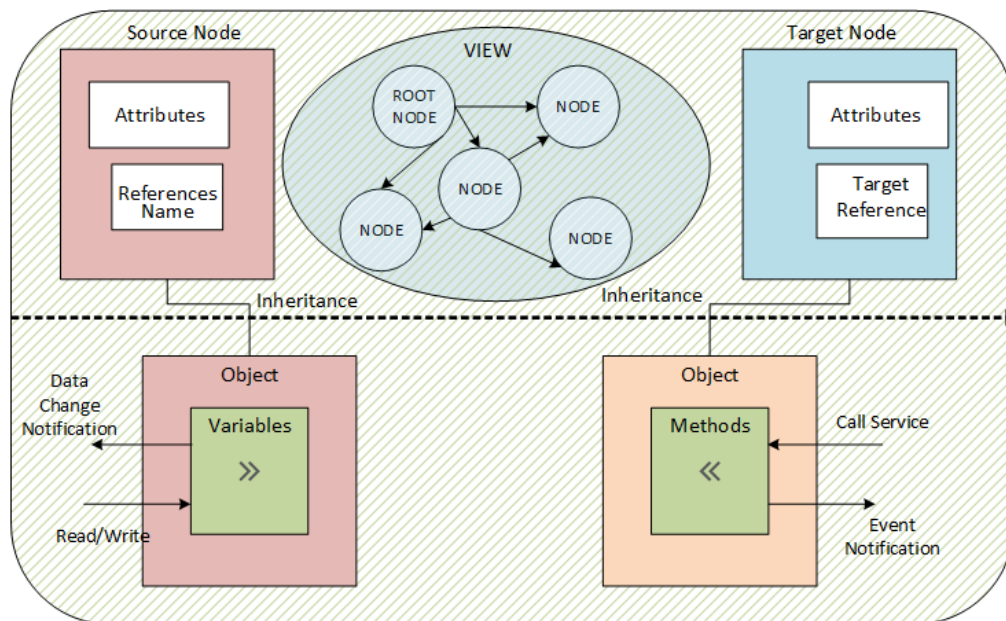 Source Node
Target Node
VIEW
Attributes
References
Name
ROOT
NODE
NODE
NODE
NODE
NODE
Attributes
Target
Reference
Inheritance
Inheritance
Object
Variables
Data
Change
Notification
Read/Write
Object
Methods
Call Service
Event
Notification